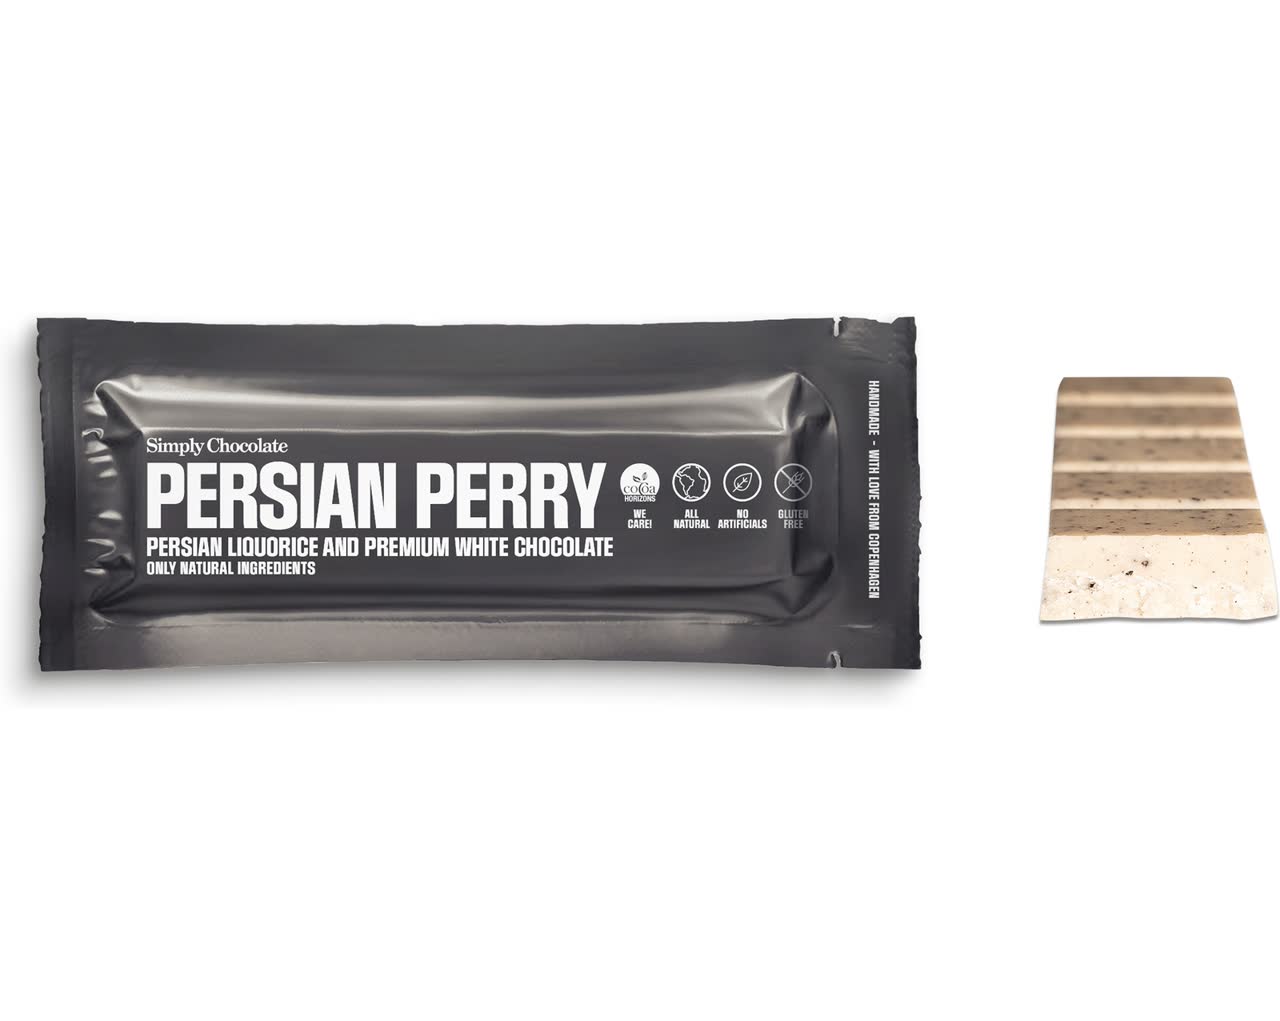 Simply Chocolate
PERSIAN PERRY
PERSIAN LIQUORICE AND PREMIUM WHITE CHOCOLATE
ONLY NATURAL INGREDIENTS
cocoa
HORIZONS
WE
CARE!
ALL
NATURAL
NO
ARTIFICIALS
GLUTEN
FREE
HANDMADE - WITH LOVE FROM COPENHAGEN